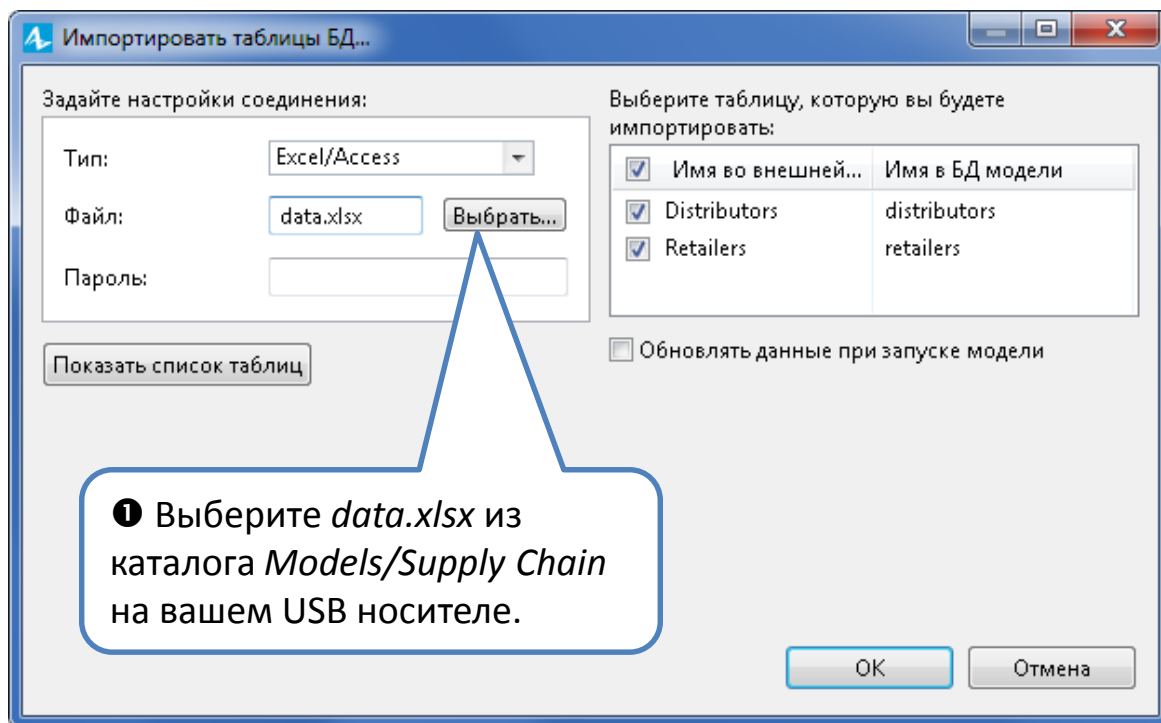 Импортировать таблицы БД...
Задайте настройки соединения:
Тип:
Excel/Access
Файл:
data.xlsx
Выбрать...
Пароль:
Показать список таблиц
Выберите таблицу, которую вы будете
импортировать:
Имя во внешней... Имя в БД модели
Distributors distributors
Retailers retailers
Обновлять данные при запуске модели
❶ Выберите data.xlsx из
каталога Models/Supply Chain
на вашем USB носителе.
OK
Отмена